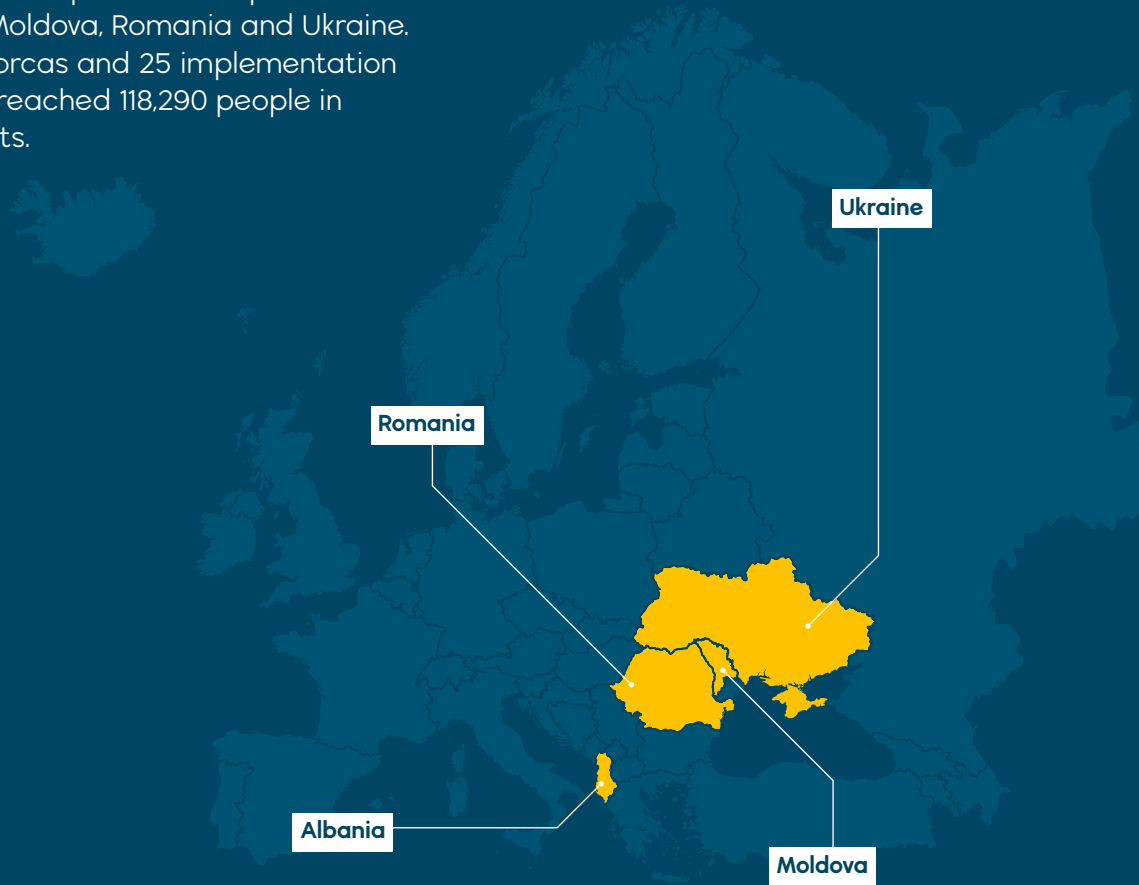 Moldova, Romania and Ukraine.
orcas and 25 implementation
reached 118,290 people in
ts.
Ukraine
Romania
Albania
Moldova